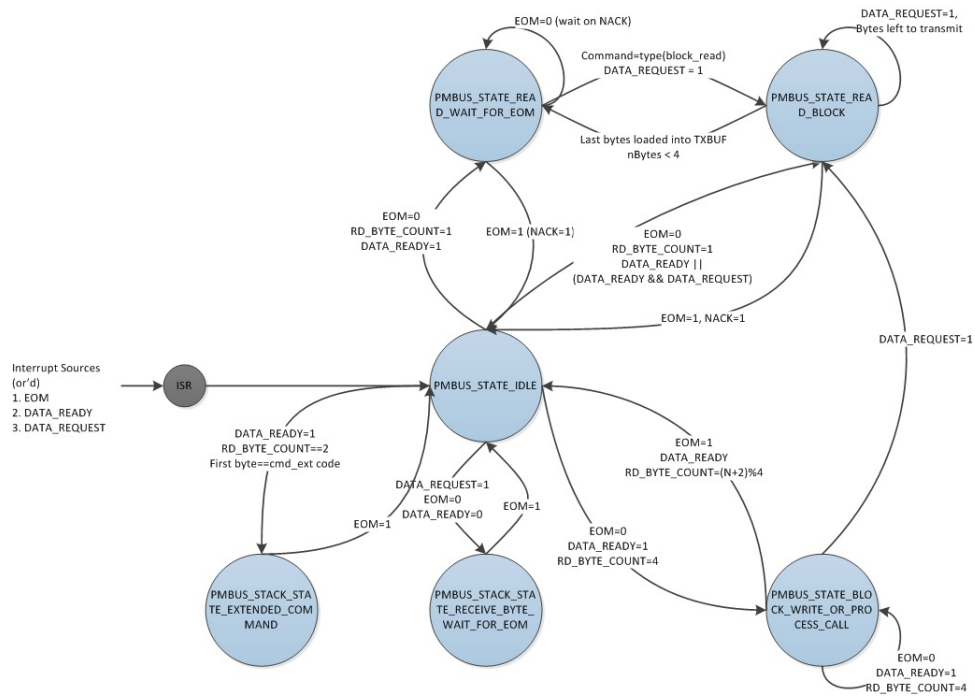 EOM=0 (wait on NACK)
DATA_REQUEST=1,
Bytes left to transmit
Command=type(block_read)
DATA_REQUEST = 1
PMBUS_STATE_REA
D_WAIT_FOR_EOM
PMBUS_STATE_REA
D_BLOCK
Last bytes loaded into TXBUF
nBytes < 4
EOM=0
RD_BYTE_COUNT=1
DATA_READY=1
EOM=1 (NACK=1)
EOM=0
RD_BYTE_COUNT=1
DATA_READY ||
(DATA_READY && DATA_REQUEST)
EOM=1, NACK=1
DATA_REQUEST=1
Interrupt Sources
(or'd)
1. EOM
2. DATA_READY
3. DATA_REQUEST
ISR
PMBUS_STATE_IDLE
DATA_READY=1
RD_BYTE_COUNT==2
First byte==cmd_ext code
EOM=1
DATA_REQUEST=1
EOM=0
DATA_READY=0
EOM=1
EOM=1
DATA_READY
RD_BYTE_COUNT=(N+2)%4
EOM=0
DATA_READY=1
RD_BYTE_COUNT=4
PMBUS_STACK_STA
TE_EXTENDED_COM
MAND
PMBUS_STACK_STA
TE_RECEIVE_BYTE_
WAIT_FOR_EOM
PMBUS_STATE_BLO
CK_WRITE_OR_PRO
CESS_CALL
EOM=0
DATA_READY=1
RD_BYTE_COUNT=4